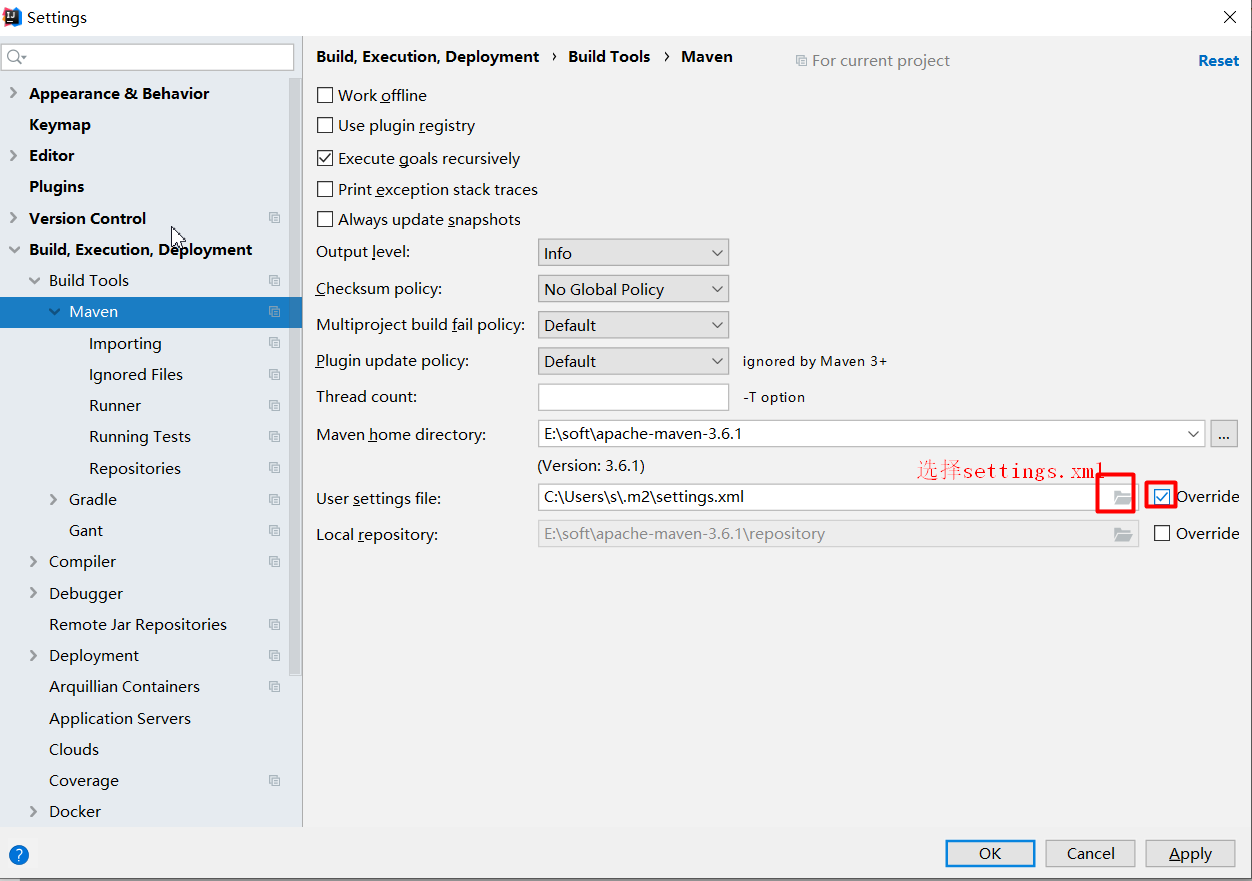 Settings
Build, Execution, Deployment › Build Tools › Maven
For current project
Reset
Appearance & Behavior
Keymap
Editor
Plugins
Version Control
Build, Execution, Deployment
Build Tools
Maven
Importing
Ignored Files
Runner
Running Tests
Repositories
Gradle
Gant
Compiler
Debugger
Remote Jar Repositories
Deployment
Arquillian Containers
Application Servers
Clouds
Coverage
Docker
Work offline
Use plugin registry
Execute goals recursively
Print exception stack traces
Always update snapshots
Output level: Info
Checksum policy: No Global Policy
Multiproject build fail policy: Default
Plugin update policy: Default ignored by Maven 3+
Thread count: -T option
Maven home directory: E:\soft\apache-maven-3.6.1 ...
(Version: 3.6.1)
选择settings.xml
User settings file: C:\Users\s\.m2\settings.xml Override
Local repository: E:\soft\apache-maven-3.6.1\repository Override
?
OK Cancel Apply